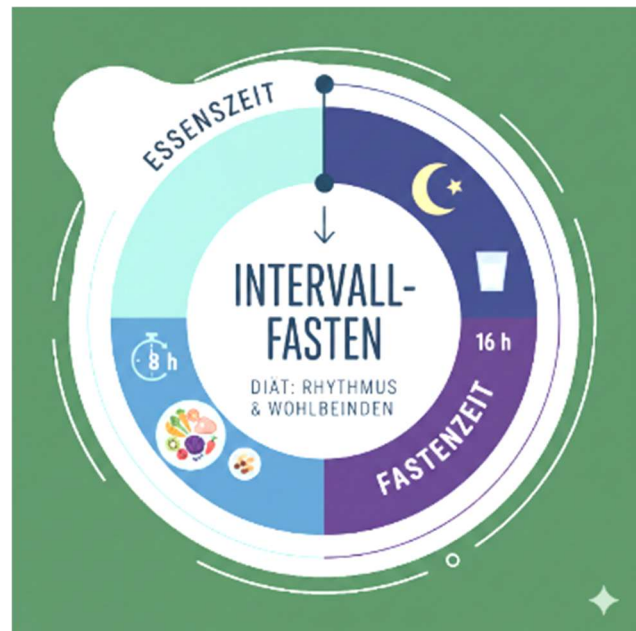 ESSENSZEIT
INTERVALL-
FASTEN
DIÄT: RHYTHMUS
& WOHLBEINDEN
8 h
16 h
FASTENZEIT